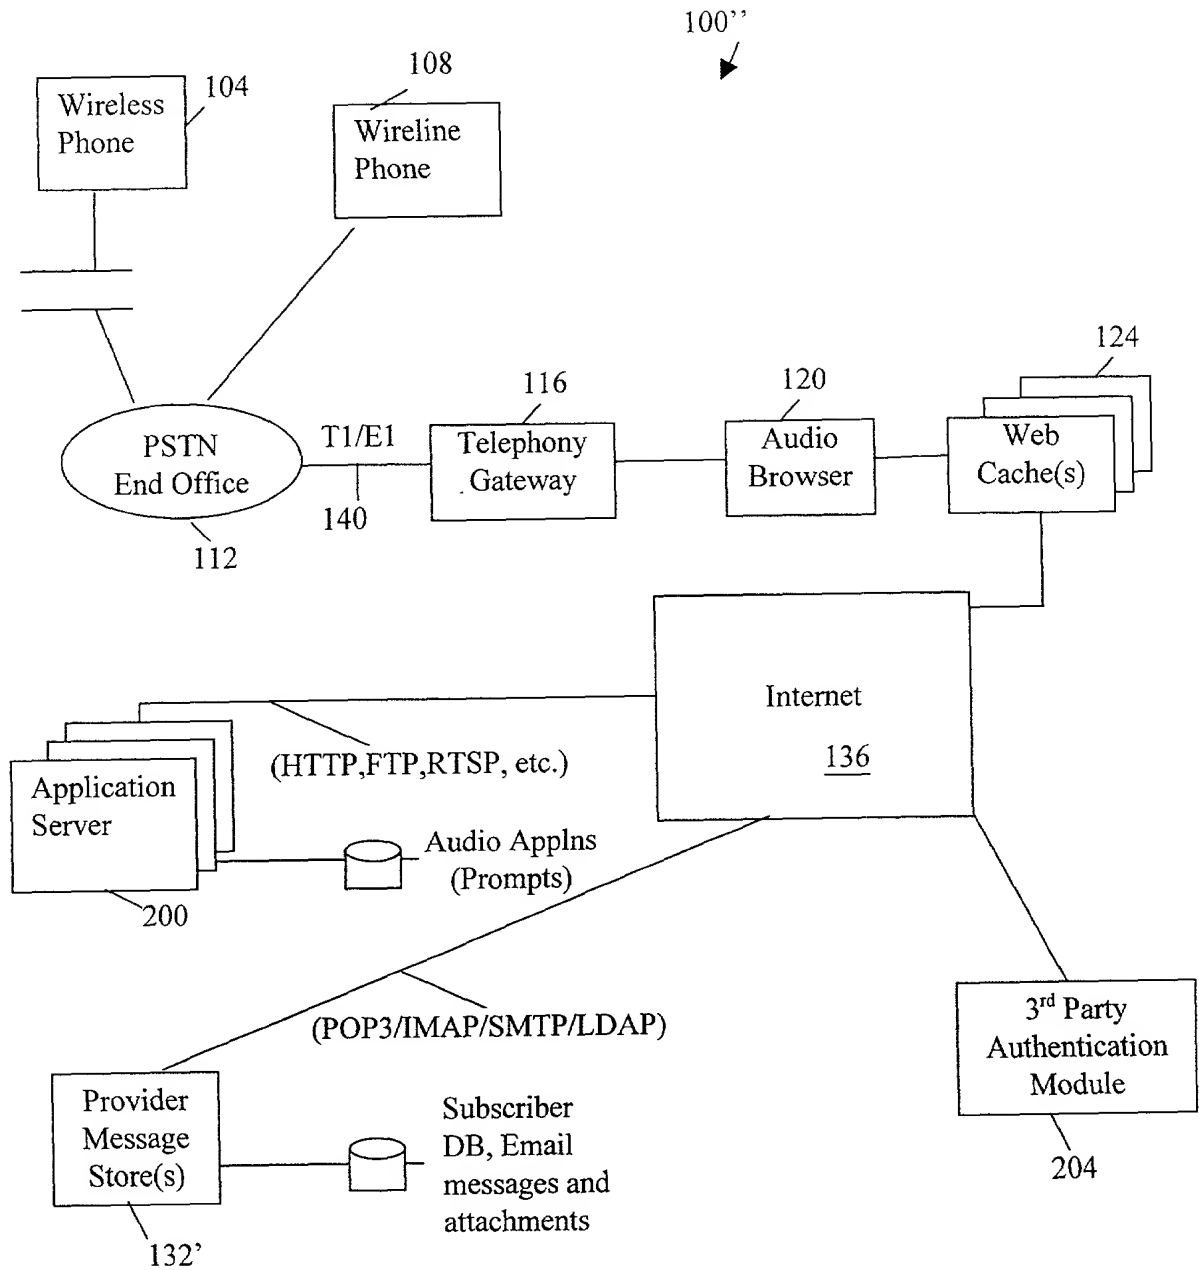 100’’
104
Wireless
Phone
108
Wireline
Phone
124
116
120
PSTN
End Office
T1/E1
140
Telephony
Gateway
Audio
Browser
Web
Cache(s)
112
Internet
136
(HTTP,FTP,RTSP, etc.)
Application
Server
Audio Applns
(Prompts)
200
(POP3/IMAP/SMTP/LDAP)
3rd Party
Authentication
Module
204
Provider
Message
Store(s)
Subscriber
DB, Email
messages and
attachments
132’